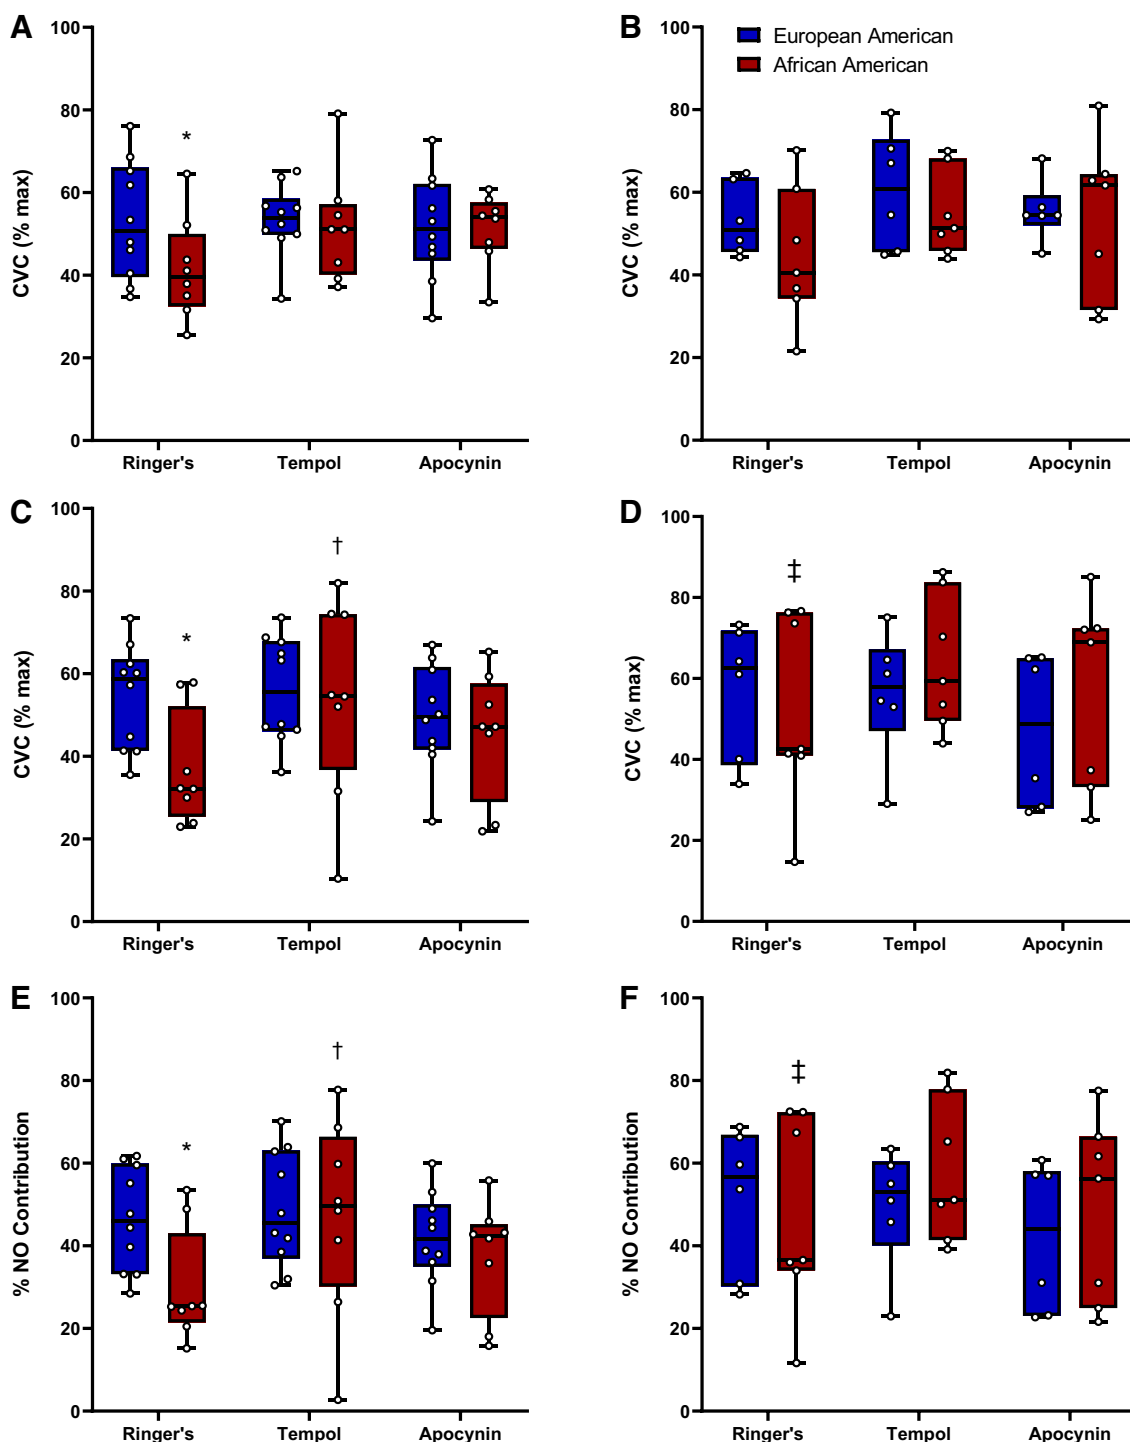 A
CVC (% max)
100
80
60
40
20
0
*
Ringer's
Tempol
Apocynin
B
European American
African American
CVC (% max)
100
80
60
40
20
0
Ringer's
Tempol
Apocynin
C
CVC (% max)
100
80
60
40
20
0
*
†
Ringer's
Tempol
Apocynin
D
CVC (% max)
100
80
60
40
20
0
‡
Ringer's
Tempol
Apocynin
E
% NO Contribution
100
80
60
40
20
0
*
†
Ringer's
Tempol
Apocynin
F
% NO Contribution
100
80
60
40
20
0
‡
Ringer's
Tempol
Apocynin